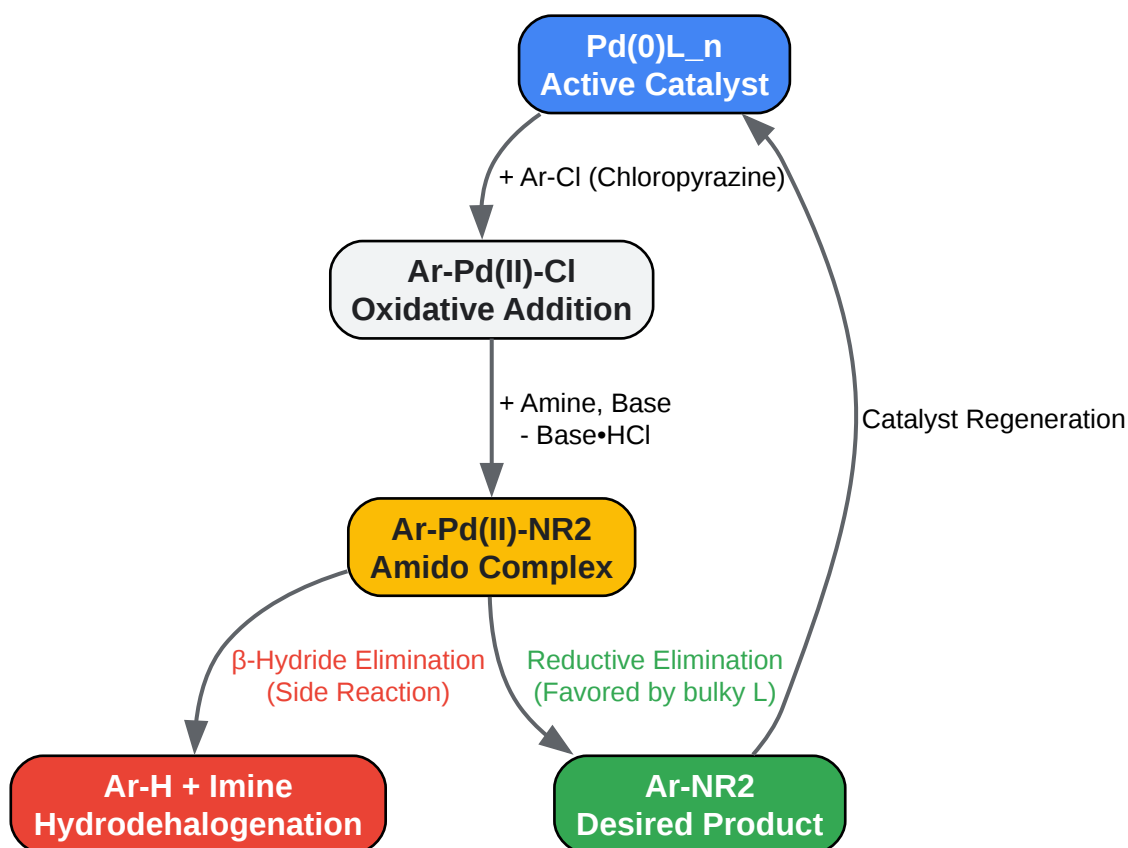 Pd(0)L_n
Active Catalyst
+ Ar-Cl (Chloropyrazine)
Ar-Pd(II)-Cl
Oxidative Addition
+ Amine, Base
- Base•HCl
Catalyst Regeneration
Ar-Pd(II)-NR2
Amido Complex
β-Hydride Elimination
(Side Reaction)
Reductive Elimination
(Favored by bulky L)
Ar-H + Imine
Hydrodehalogenation
Ar-NR2
Desired Product